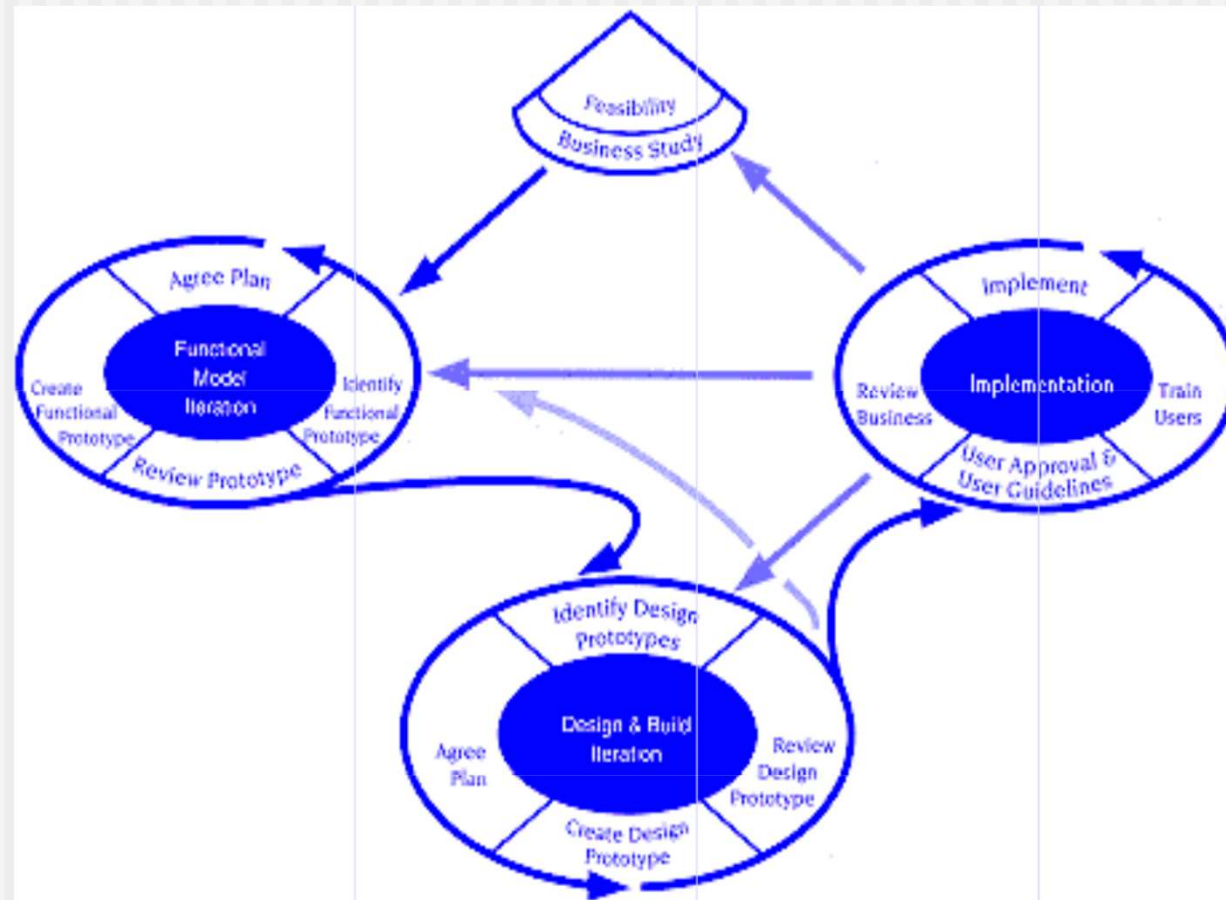 Feasibility
Business Study
Agree Plan
Functional
Model
Iteration
Create
Functional
Prototype
Identify
Functional
Prototype
Review Prototype
Implement
Implementation
Review
Business
Train
Users
User Approval &
User Guidelines
Identify Design
Prototypes
Design & Build
Iteration
Agree
Plan
Review
Design
Prototype
Create Design
Prototype